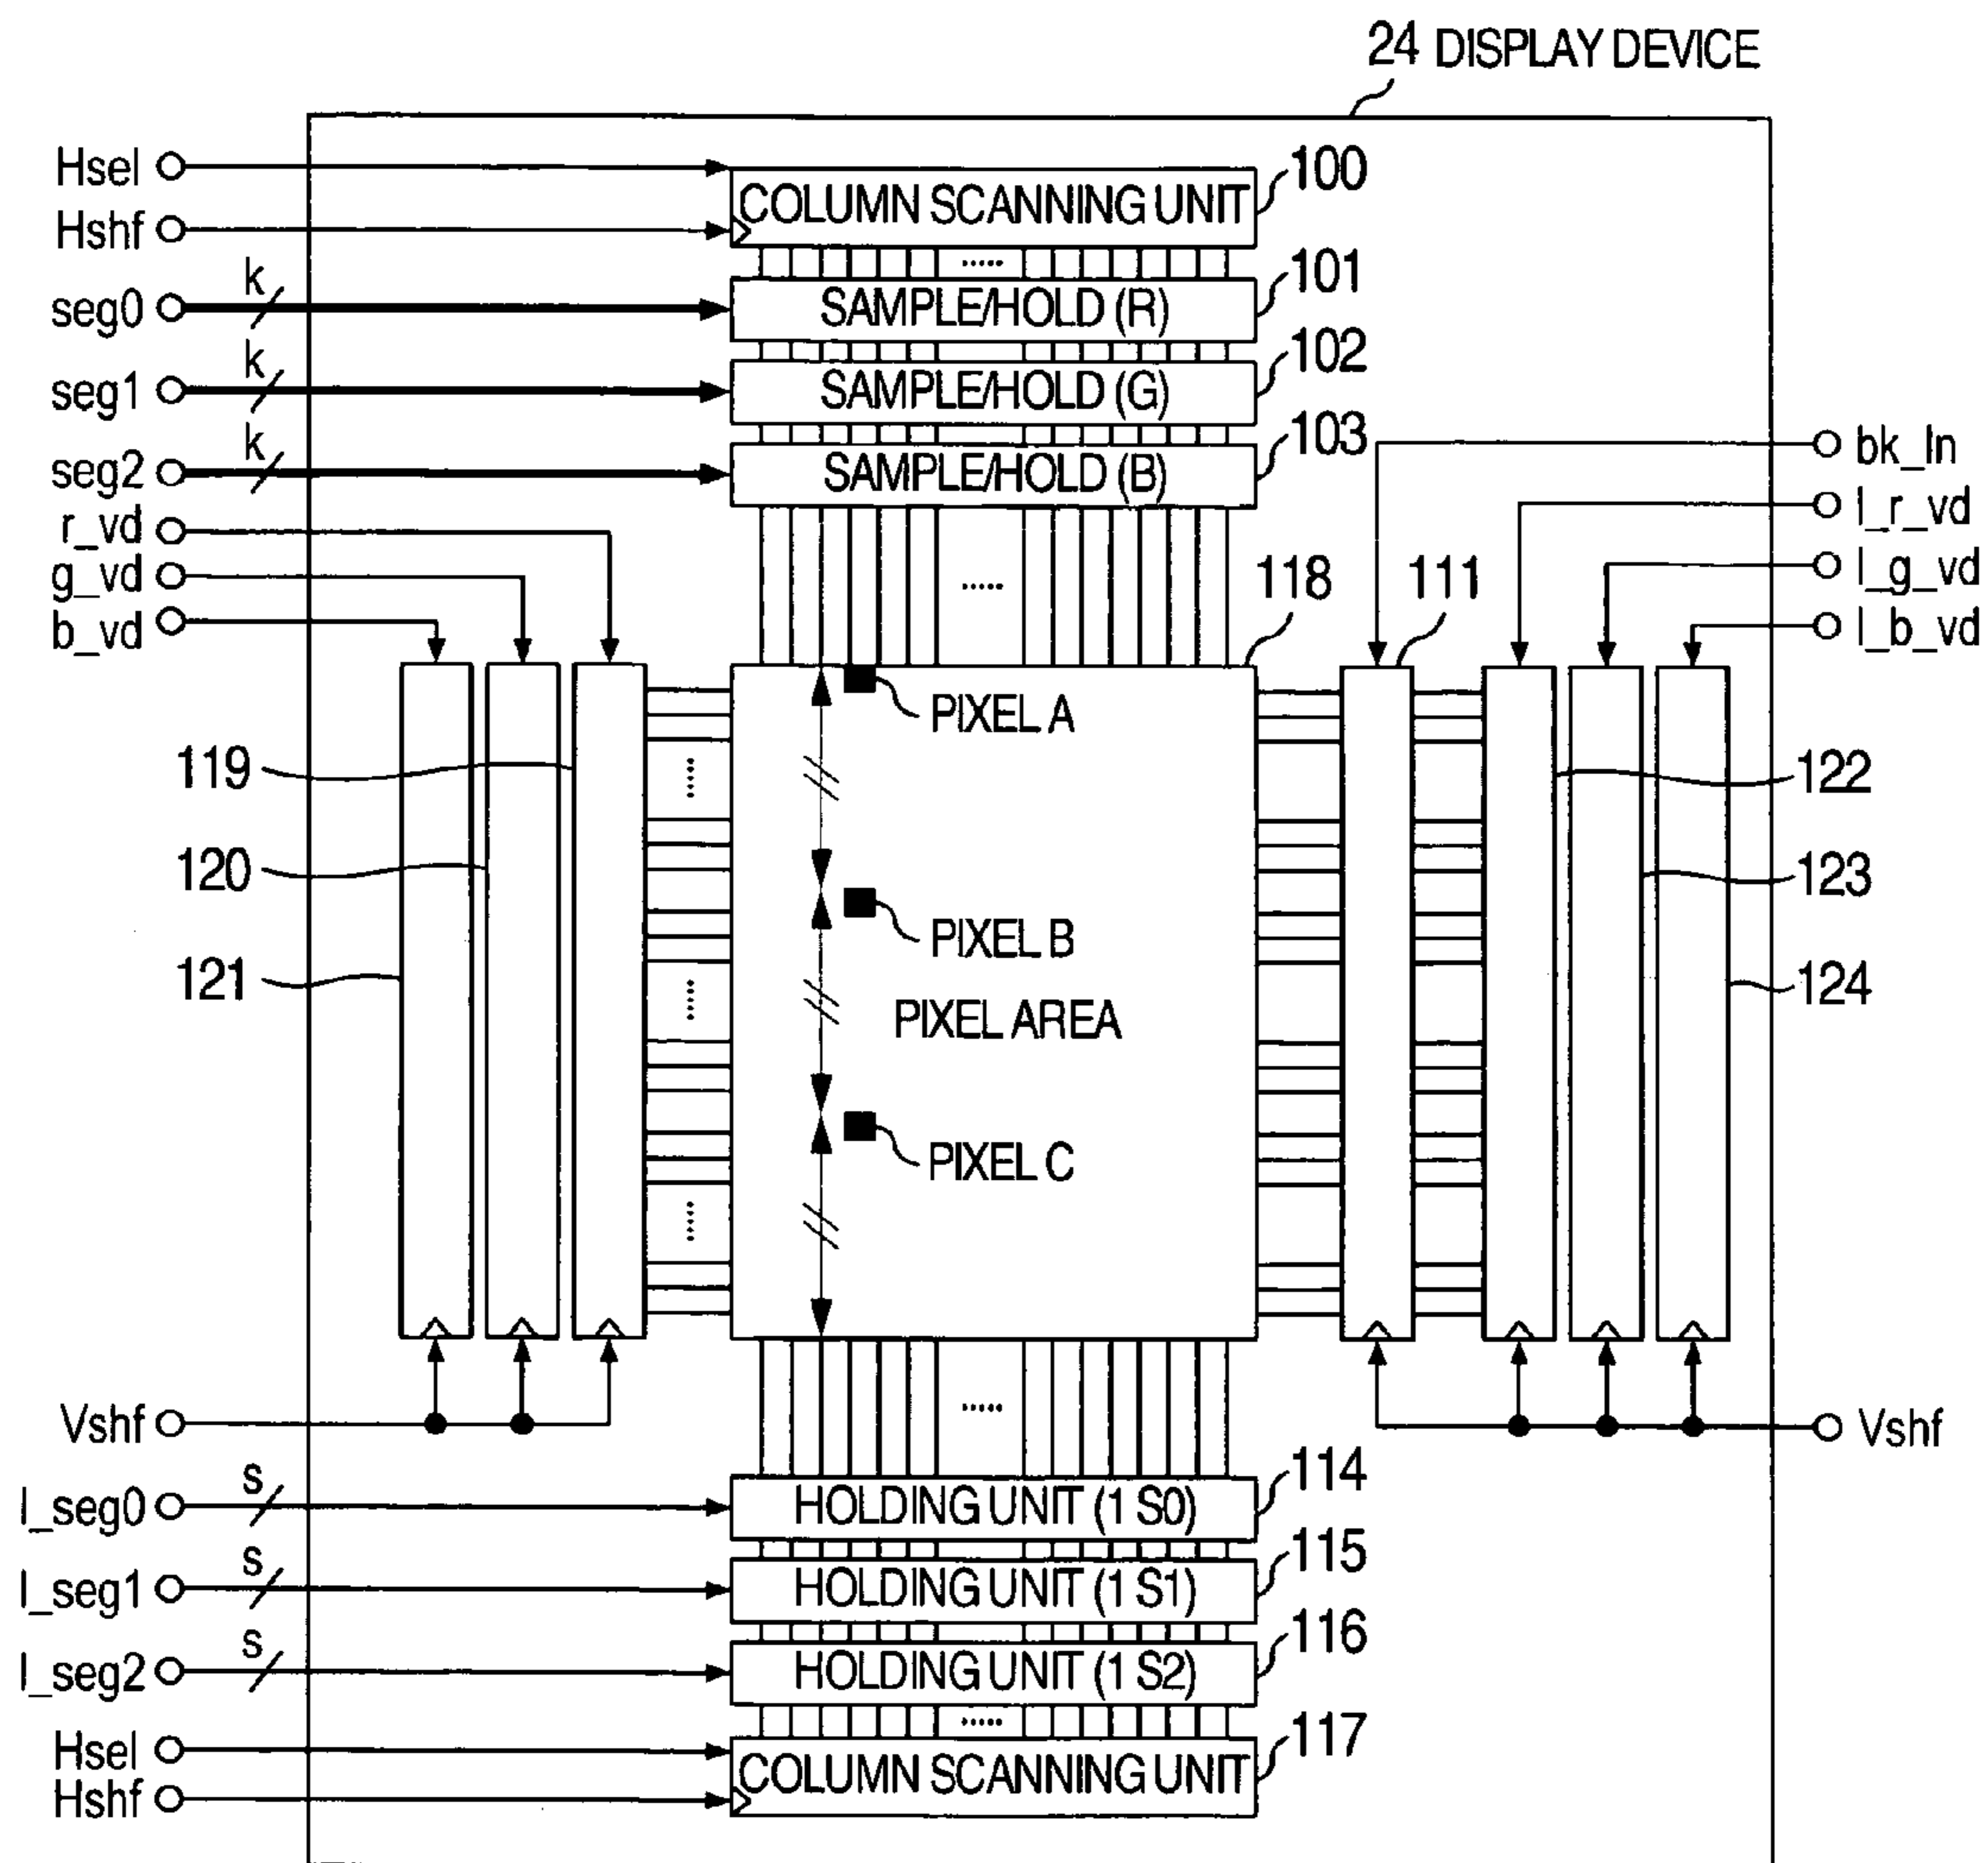 24 DISPLAY DEVICE
Hsel
COLUMN SCANNING UNIT
100
Hshf
seg0
k
SAMPLE/HOLD (R)
101
seg1
k
SAMPLE/HOLD (G)
102
seg2
k
SAMPLE/HOLD (B)
103
bk_ln
r_vd
l_r_vd
g_vd
l_g_vd
b_vd
l_b_vd
118
111
PIXEL A
119
122
120
123
PIXEL B
121
124
PIXEL AREA
PIXEL C
Vshf
Vshf
l_seg0
s
HOLDING UNIT (1 S0)
114
l_seg1
s
HOLDING UNIT (1 S1)
115
l_seg2
s
HOLDING UNIT (1 S2)
116
Hsel
COLUMN SCANNING UNIT
117
Hshf